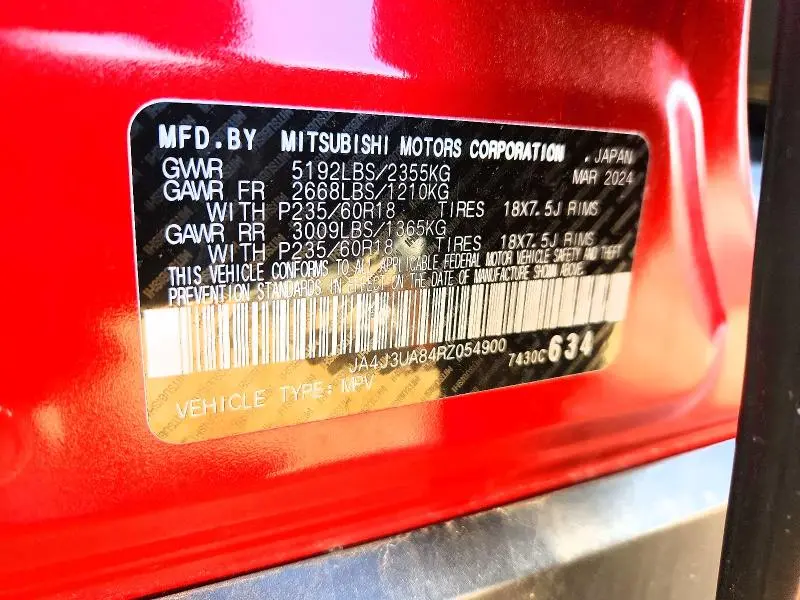 MFD.BY MITSUBISHI MOTORS CORPORATION , JAPAN
GVWR 5192LBS/2355KG MAR 2024
GAWR FR 2668LBS/1210KG
WITH P235/60R18 TIRES 18X7.5J RIMS
GAWR RR 3009LBS/1365KG
WITH P235/60R18 TIRES 18X7.5J RIMS
THIS VEHICLE CONFORMS TO ALL APPLICABLE FEDERAL MOTOR VEHICLE SAFETY AND THEFT
PREVENTION STANDARDS IN EFFECT ON THE DATE OF MANUFACTURE SHOWN ABOVE.
JA4J3UA84RZ054900 7430C 634
VEHICLE TYPE: MPV